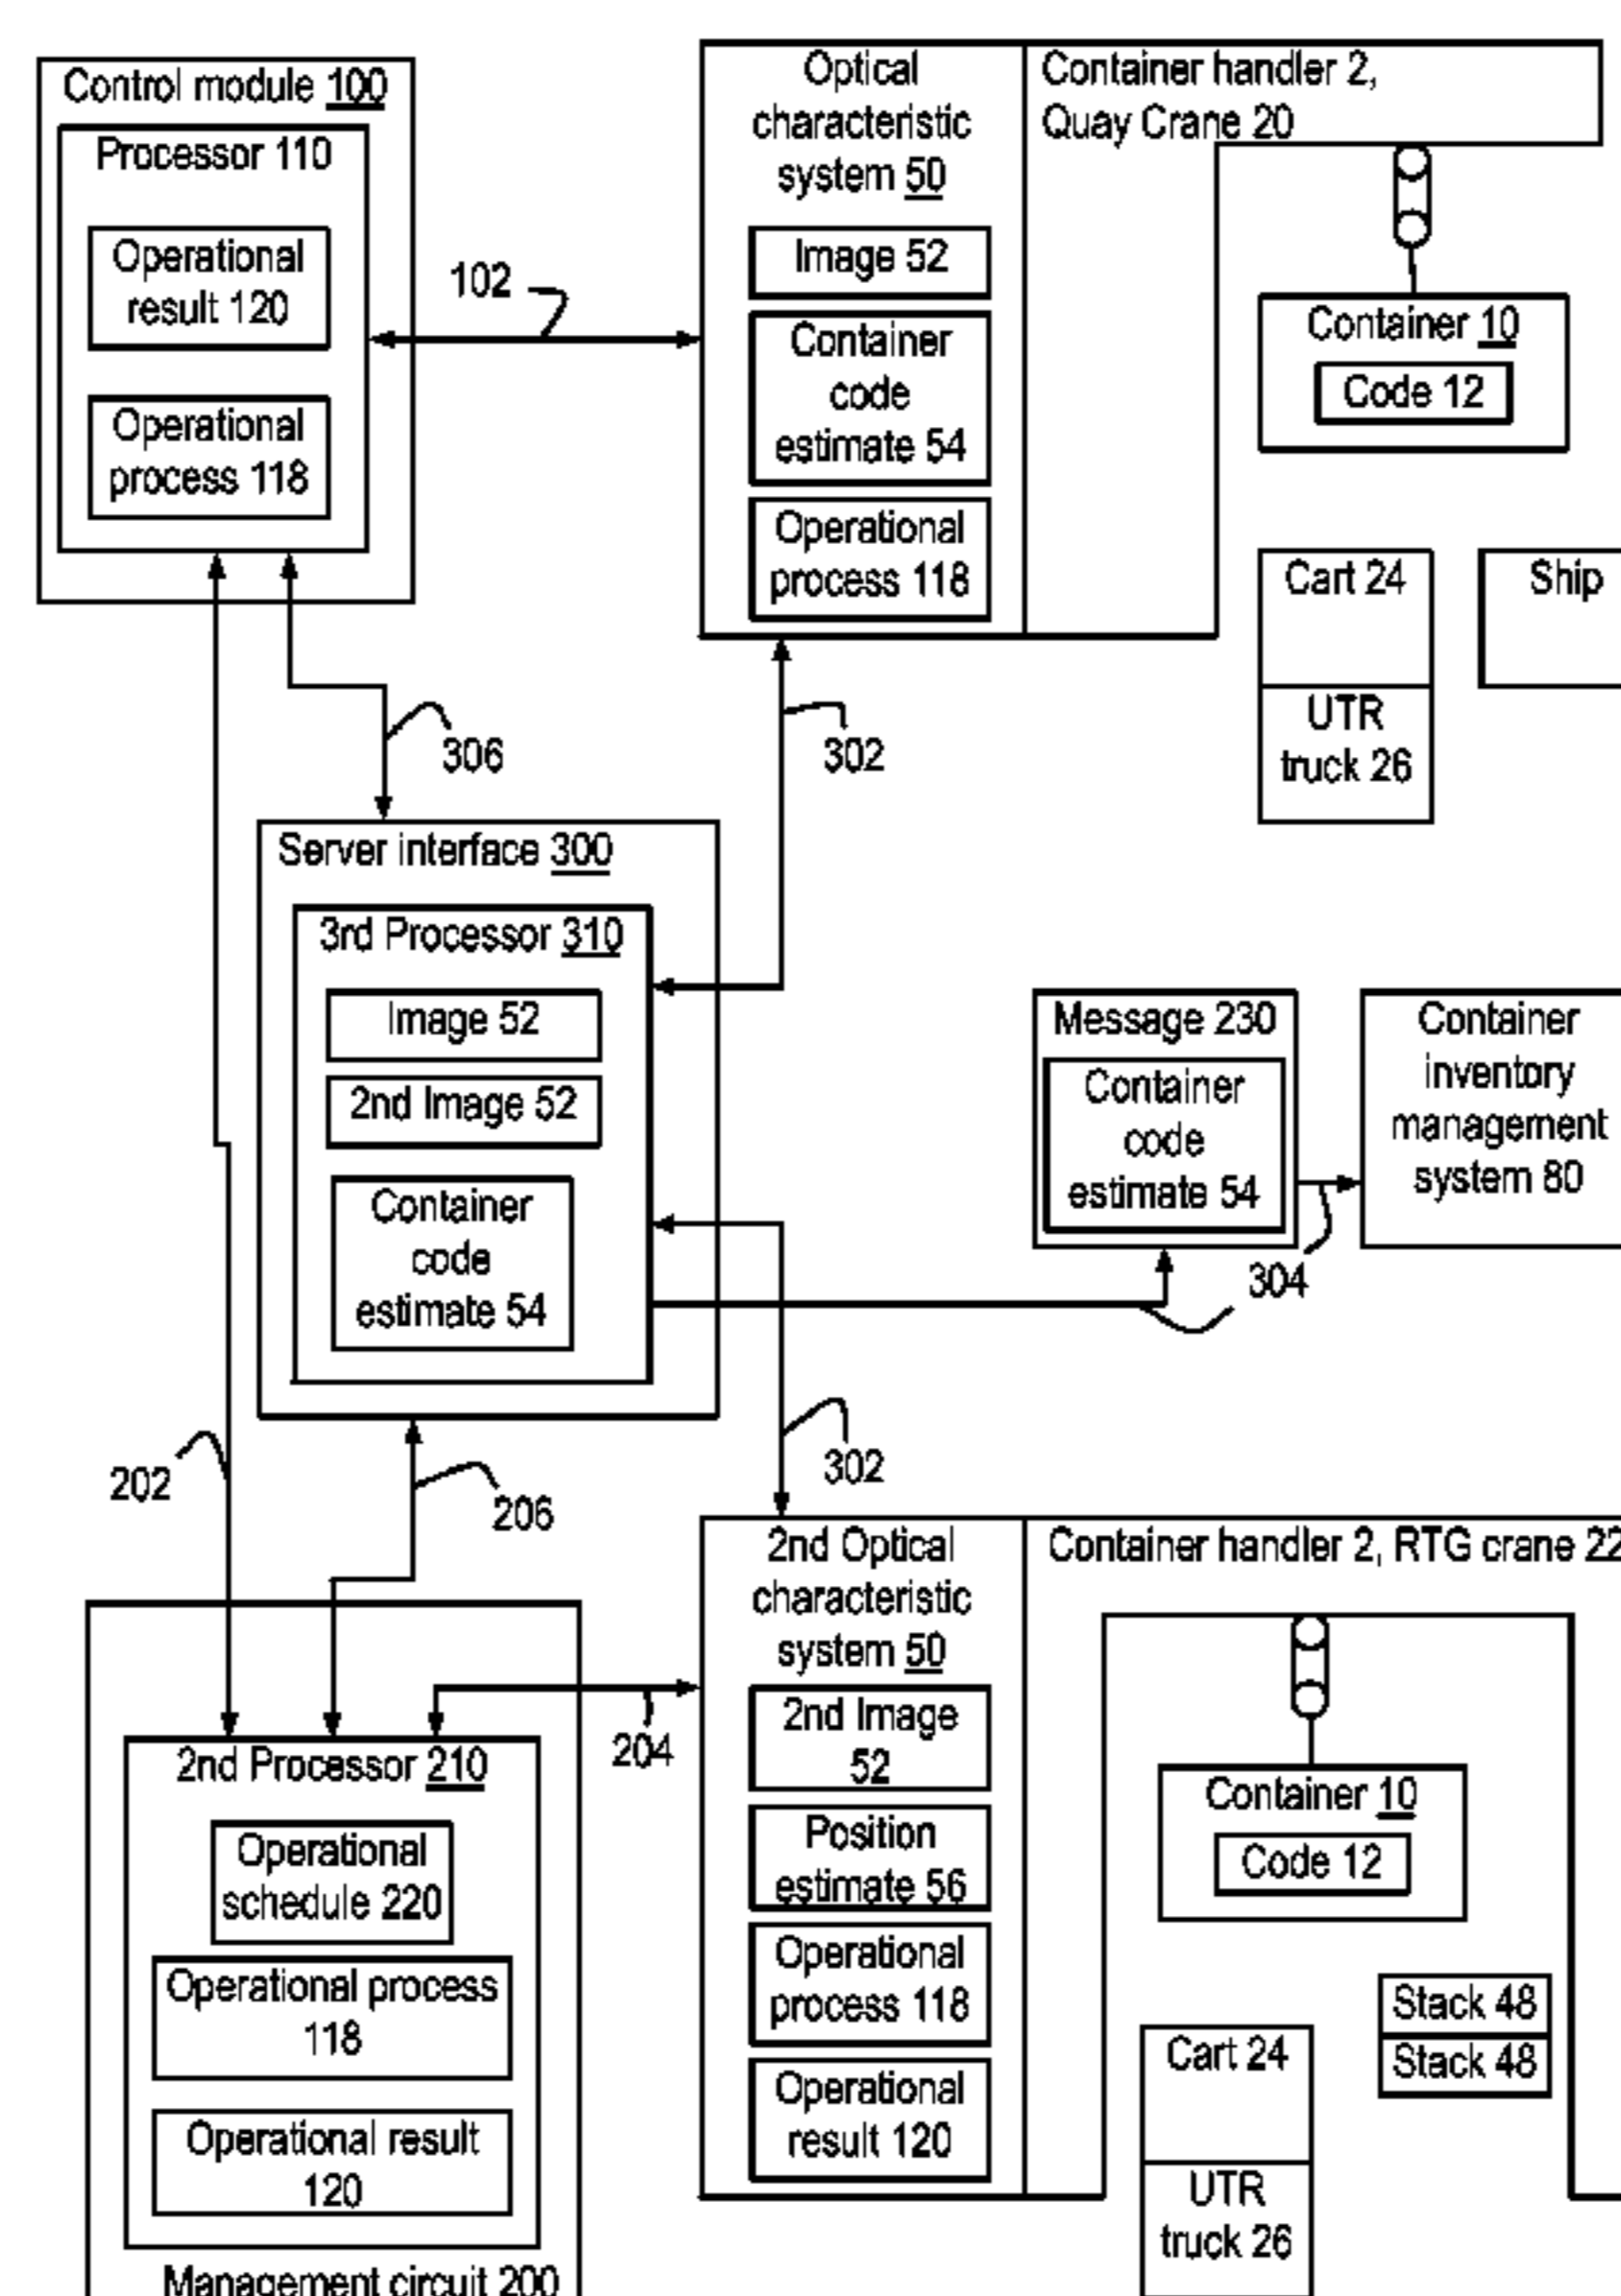 Control module 100
Processor 110
Operational
result 120
Operational
process 118
102
Optical
characteristic
system 50
Image 52
Container
code
estimate 54
Operational
process 118
Container handler 2,
Quay Crane 20
Container 10
Code 12
Cart 24
UTR
truck 26
Ship
306
302
Server interface 300
3rd Processor 310
Image 52
2nd Image 52
Container
code
estimate 54
Message 230
Container
code
estimate 54
Container
inventory
management
system 80
304
202
206
302
204
2nd Processor 210
Operational
schedule 220
Operational process
118
Operational result
120
Management circuit 200
2nd Optical
characteristic
system 50
2nd Image
52
Position
estimate 56
Operational
process 118
Operational
result 120
Container handler 2, RTG crane 22
Container 10
Code 12
Stack 48
Stack 48
Cart 24
UTR
truck 26